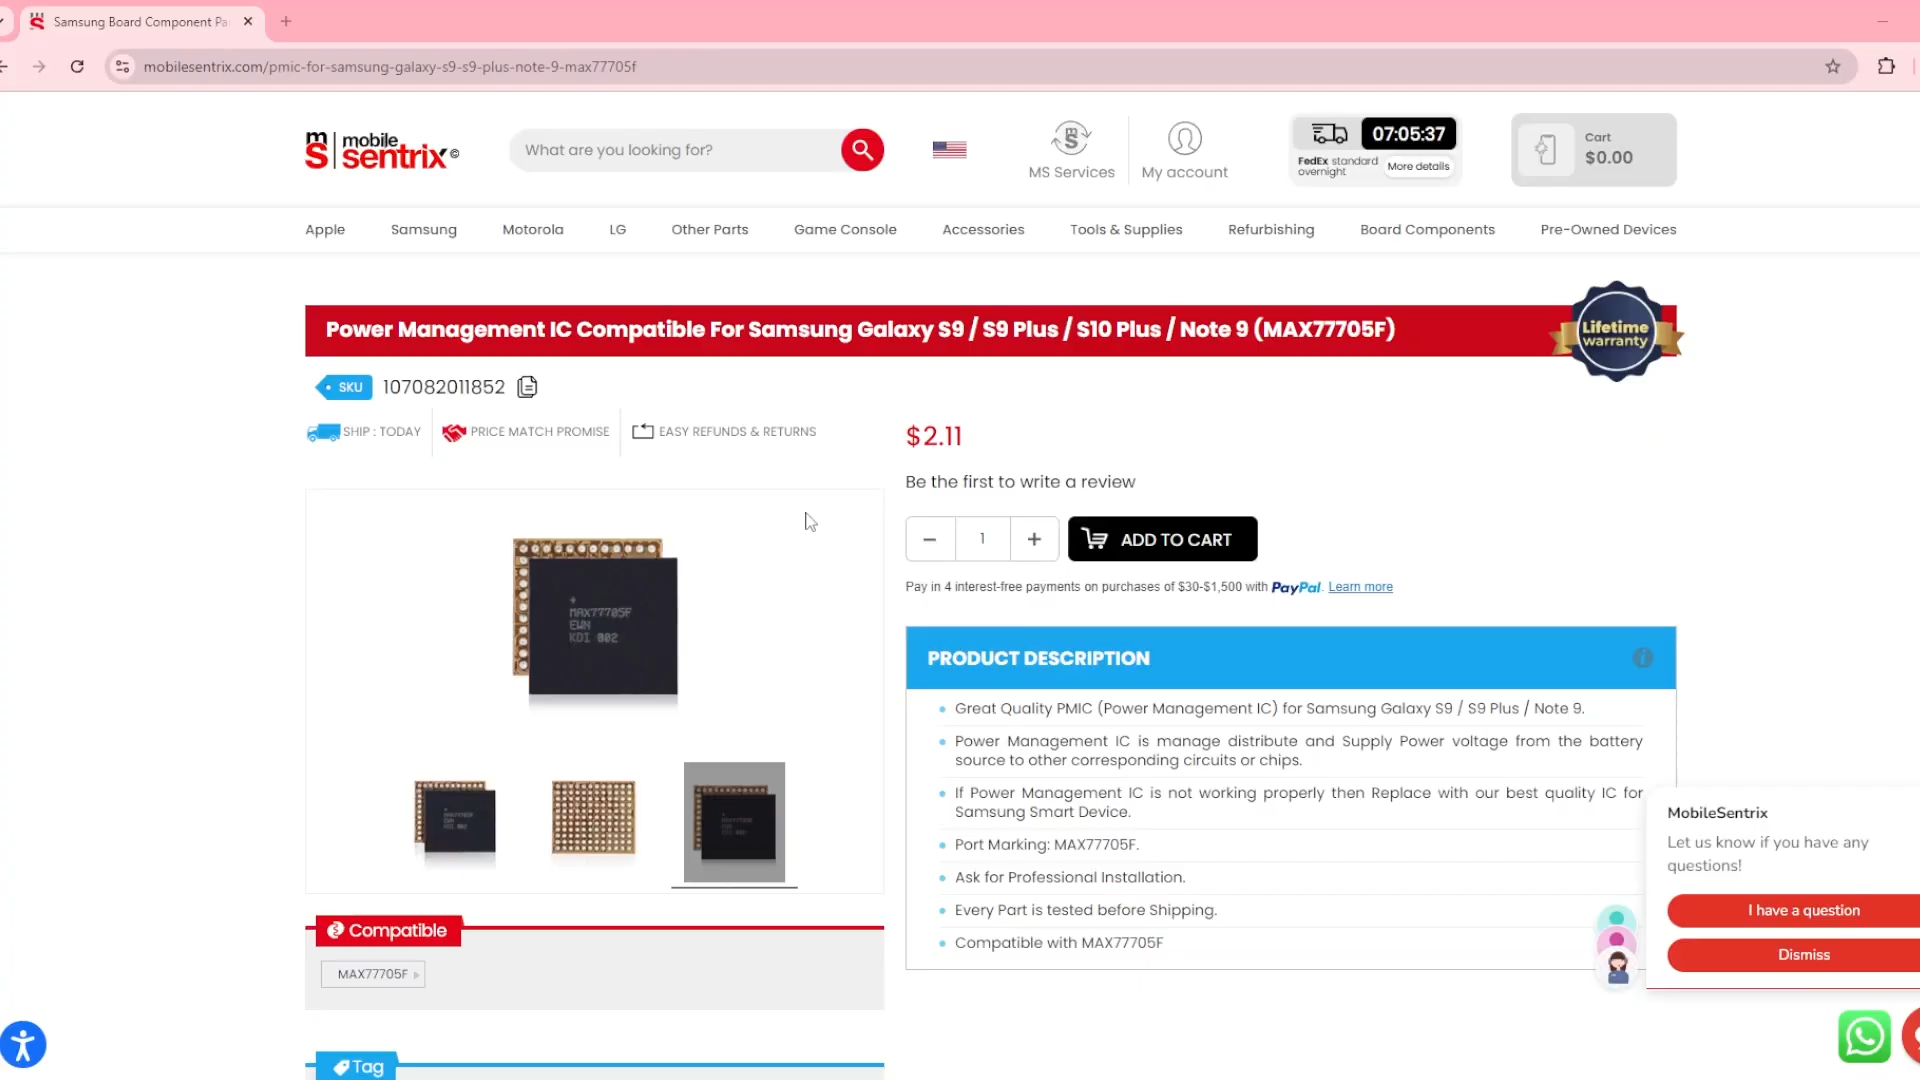 Samsung Board Component Pa
mobilesentrix.com/pmic-for-samsung-galaxy-s9-s9-plus-note-9-max77705f
mS | mobile sentrix ©
What are you looking for?
MS Services
My account
07:05:37
FedEx standard overnight
More details
Cart
$0.00
Apple
Samsung
Motorola
LG
Other Parts
Game Console
Accessories
Tools & Supplies
Refurbishing
Board Components
Pre-Owned Devices
Power Management IC Compatible For Samsung Galaxy S9 / S9 Plus / S10 Plus / Note 9 (MAX77705F)
Lifetime
warranty
SKU 107082011852
SHIP : TODAY
PRICE MATCH PROMISE
EASY REFUNDS & RETURNS
$2.11
Be the first to write a review
1
ADD TO CART
Pay in 4 interest-free payments on purchases of $30-$1,500 with PayPal. Learn more
MAX77705F
EWN
KDI 002
PRODUCT DESCRIPTION
Great Quality PMIC (Power Management IC) for Samsung Galaxy S9 / S9 Plus / Note 9.
Power Management IC is manage distribute and Supply Power voltage from the battery
source to other corresponding circuits or chips.
If Power Management IC is not working properly then Replace with our best quality IC for
Samsung Smart Device.
Port Marking: MAX77705F.
Ask for Professional Installation.
Every Part is tested before Shipping.
Compatible with MAX77705F
Compatible
MAX77705F
Tag
MobileSentrix
Let us know if you have any
questions!
I have a question
Dismiss